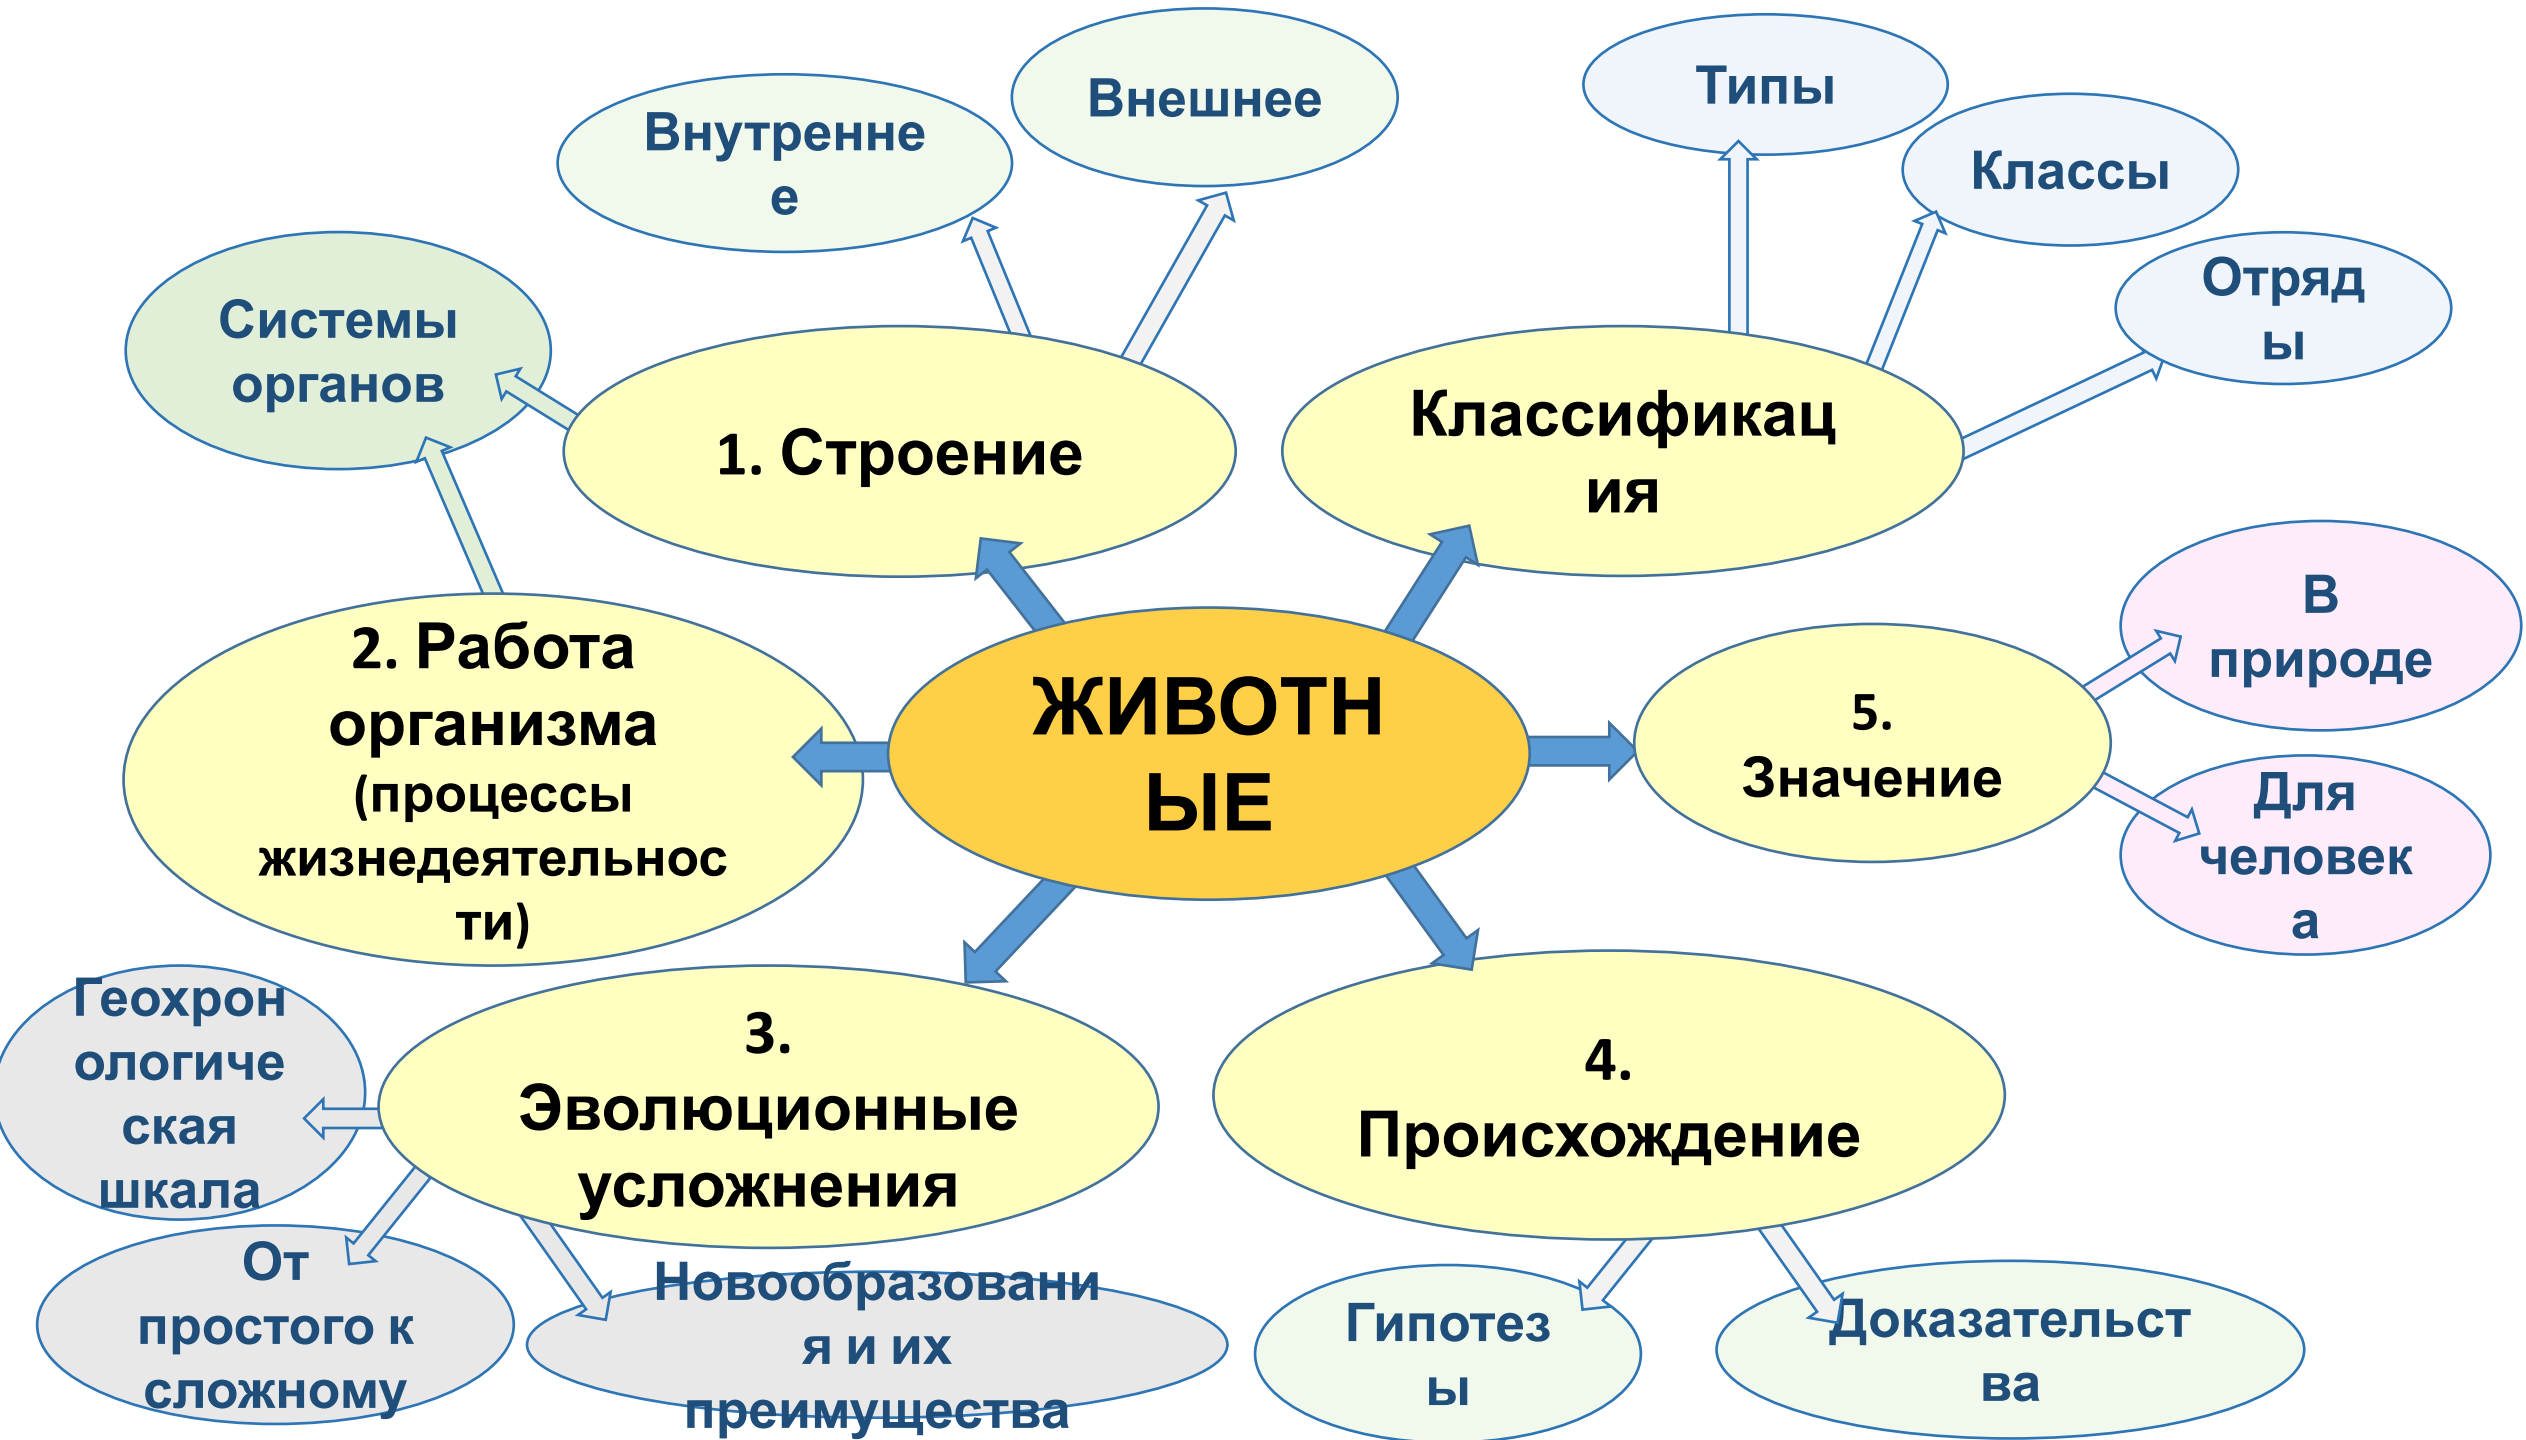 Внутренне
е
Внешнее
Типы
Классы
Отряд
ы
Системы
органов
1. Строение
Классификац
ия
2. Работа
организма
(процессы
жизнедеятельнос
ти)
ЖИВОТН
ЫЕ
5.
Значение
В
природе
Для
человек
а
3.
Эволюционные
усложнения
4.
Происхождение
Геохрон
ологиче
ская
шкала
От
простого к
сложному
Новообразовани
я и их
преимущества
Гипотез
ы
Доказательст
ва